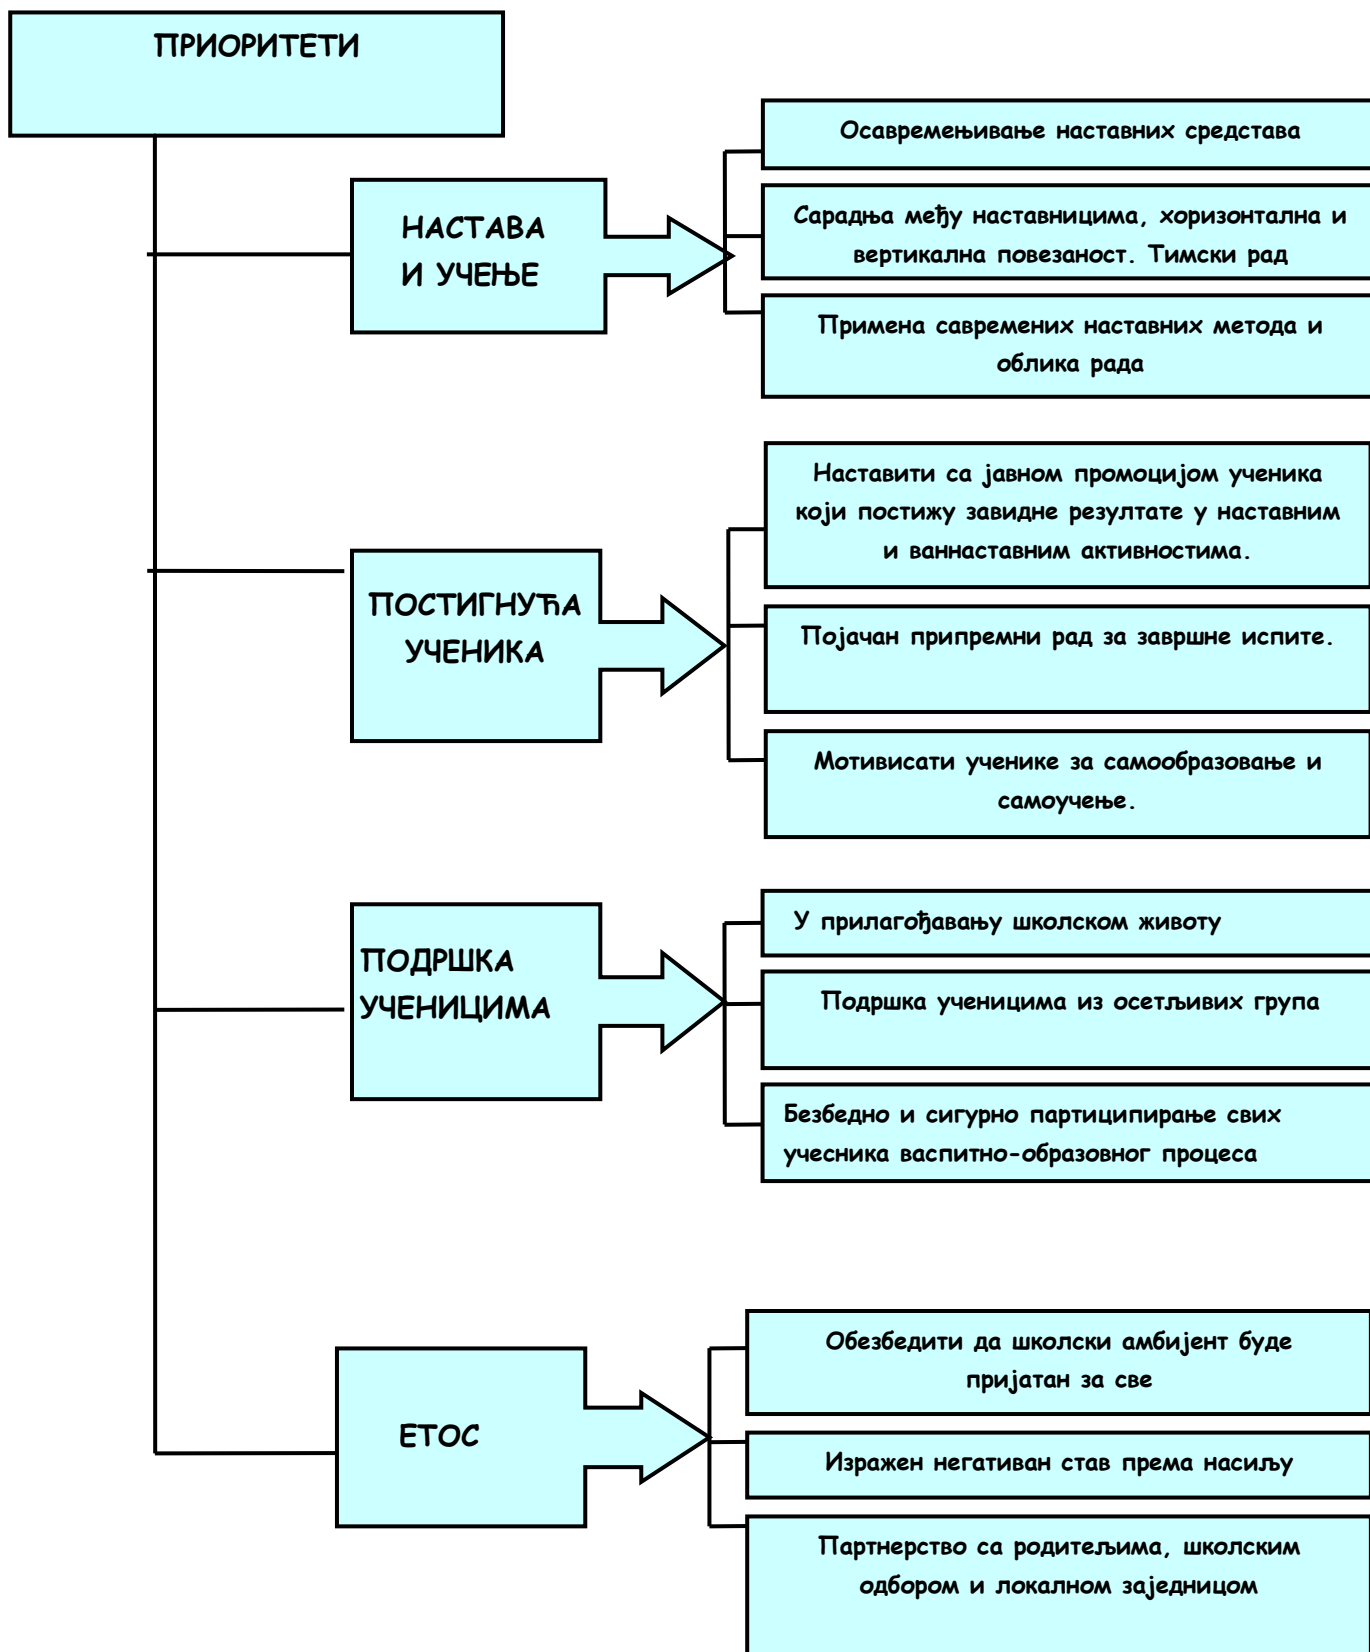 ПРИОРИТЕТИ
НАСТАВА
И УЧЕЊЕ
Осавремењивање наставних средстава
Сарадња међу наставницима, хоризонтална и
вертикална повезаност. Тимски рад
Примена савремених наставних метода и
облика рада
ПОСТИГНУЋА
УЧЕНИКА
Наставити са јавном промоцијом ученика
који постижу завидне резултате у наставним
и ваннаставним активностима.
Појачан припремни рад за завршне испите.
Мотивисати ученике за самообразовање и
самоучење.
ПОДРШКА
УЧЕНИЦИМА
У прилагођавању школском животу
Подршка ученицима из осетљивих група
Безбедно и сигурно партиципирање свих
учесника васпитно-образовног процеса
ЕТОС
Обезбедити да школски амбијент буде
пријатан за све
Изражен негативан став према насиљу
Партнерство са родитељима, школским
одбором и локалном заједницом